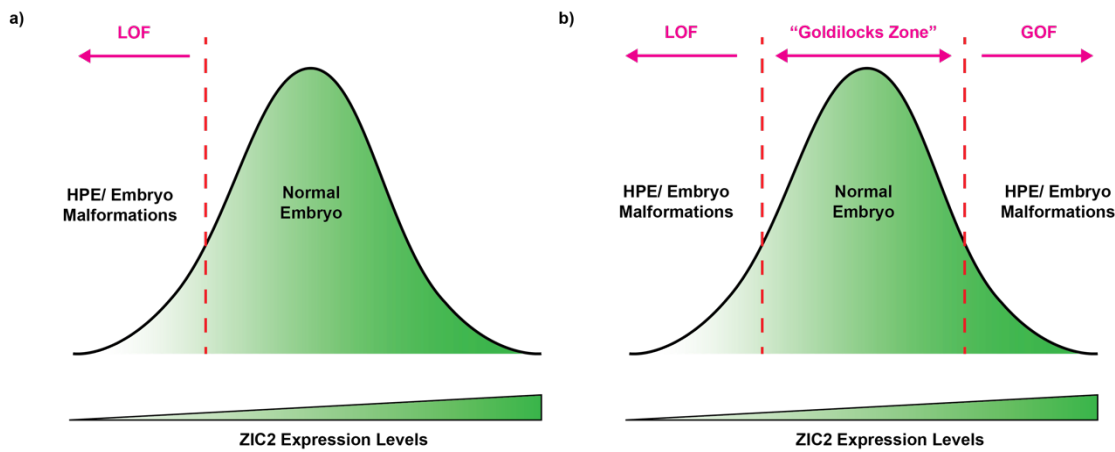 a)
LOF
HPE/ Embryo
Malformations
Normal
Embryo
ZIC2 Expression Levels
b)
LOF
“Goldilocks Zone”
GOF
HPE/ Embryo
Malformations
Normal
Embryo
HPE/ Embryo
Malformations
ZIC2 Expression Levels